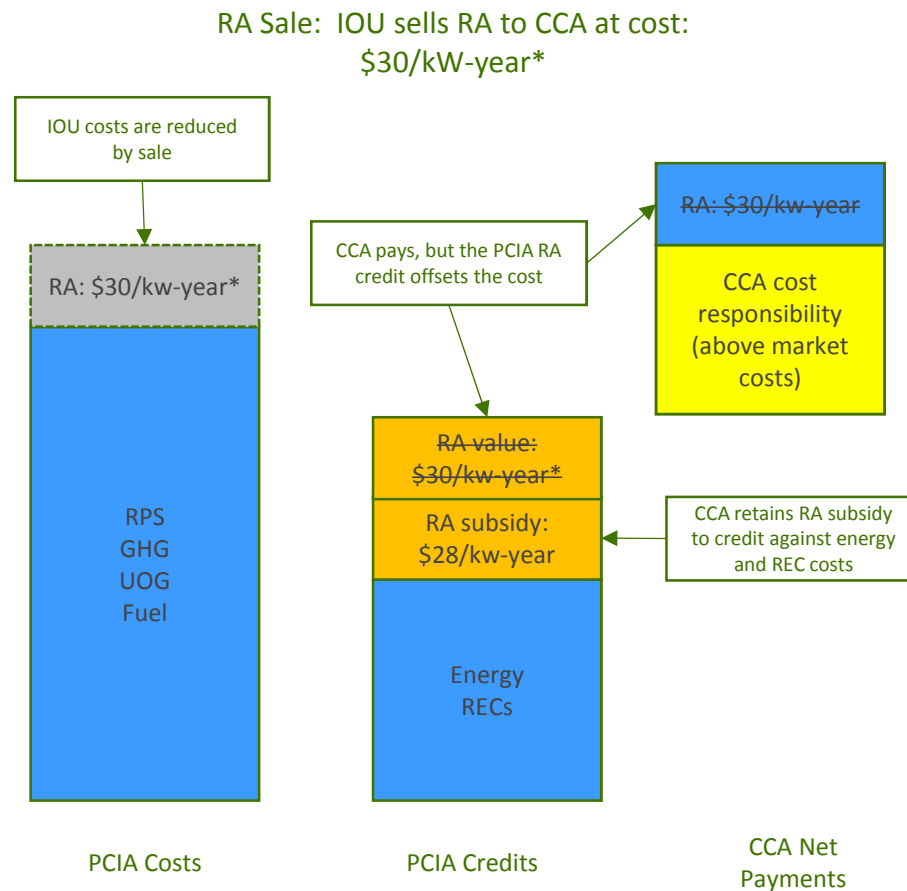 RA Sale:  IOU sells RA to CCA at cost:
$30/kW-year*
IOU costs are reduced
by sale
RA: $30/kw-year*
RPS
GHG
UOG
Fuel
CCA pays, but the PCIA RA
credit offsets the cost
RA value:
$30/kw-year*
RA subsidy:
$28/kw-year
Energy
RECs
RA: $30/kw-year
CCA cost
responsibility
(above market
costs)
CCA retains RA subsidy
to credit against energy
and REC costs
PCIA Costs
PCIA Credits
CCA Net
Payments